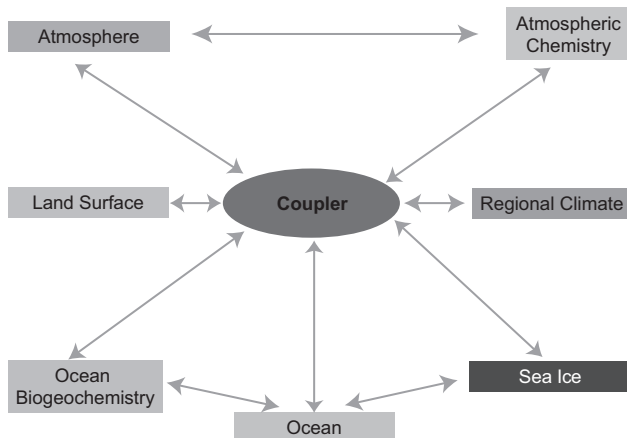 Atmosphere
Atmospheric
Chemistry
Land Surface
Coupler
Regional Climate
Ocean
Biogeochemistry
Sea Ice
Ocean